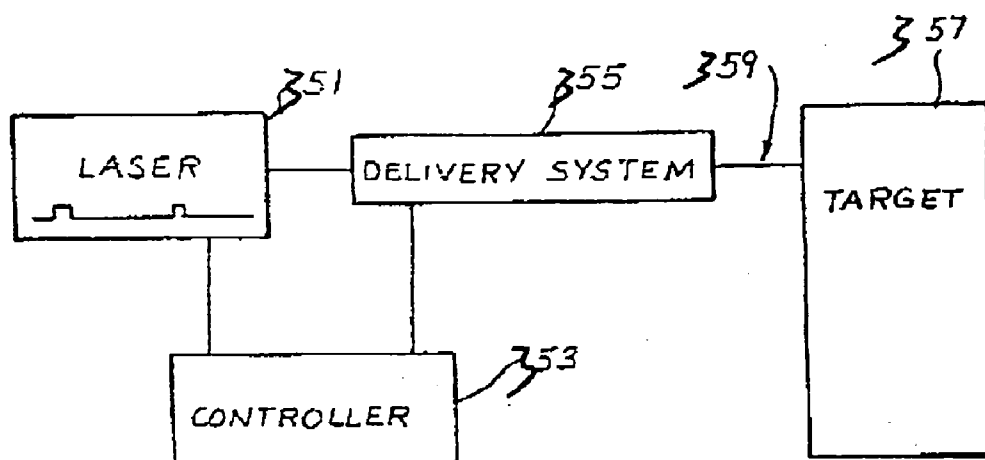 357
359
355
351
LASER
DELIVERY SYSTEM
TARGET
353
CONTROLLER